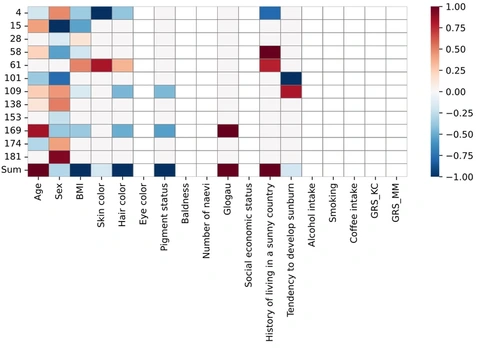 4
15
28
58
61
101
109
138
153
169
174
181
Sum
Age
Sex
BMI
Skin color
Hair color
Eye color
Pigment status
Baldness
Number of naevi
Glogau
Social economic status
History of living in a sunny country
Tendency to develop sunburn
Alcohol intake
Smoking
Coffee intake
GRS_KC
GRS_MM
1.00
0.75
0.50
0.25
0.00
−0.25
−0.50
−0.75
−1.00